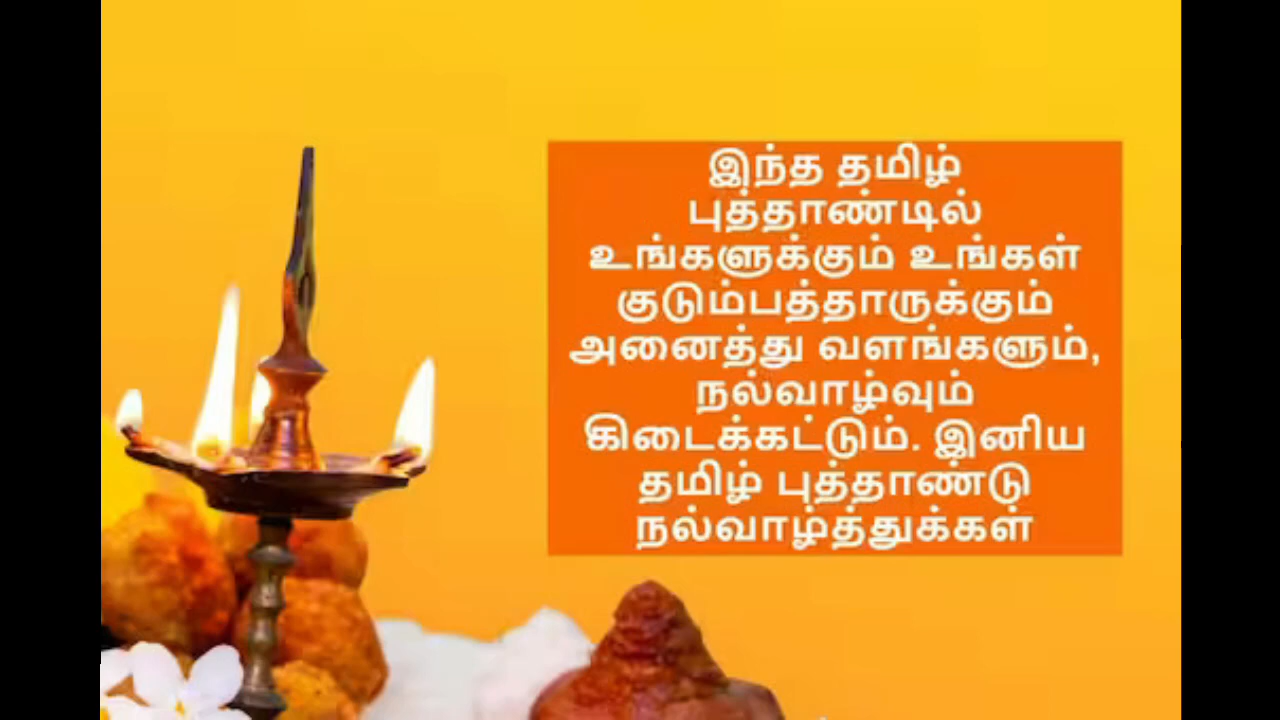 இந்த தமிழ்
புத்தாண்டில்
உங்களுக்கும் உங்கள்
குடும்பத்தாருக்கும்
அனைத்து வளங்களும்,
நல்வாழ்வும்
கிடைக்கட்டும். இனிய
தமிழ் புத்தாண்டு
நல்வாழ்த்துக்கள்